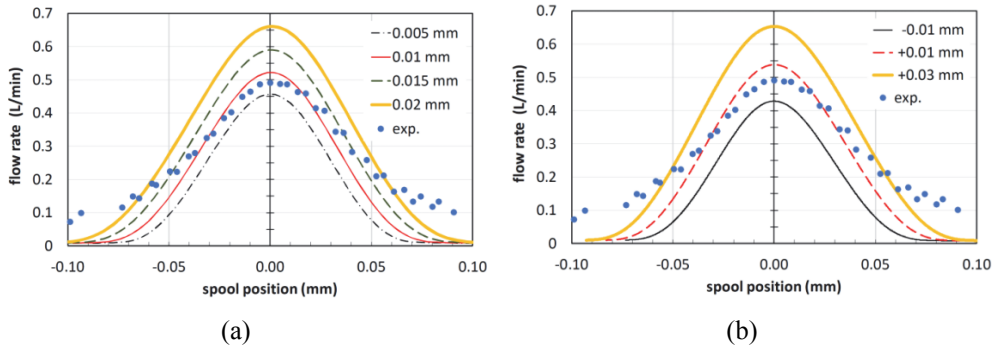 0.7
0.6
0.5
0.4
0.3
0.2
0.1
0
flow rate (L/min)
-0.10
-0.05
0.00
0.05
0.10
spool position (mm)
0.005 mm
0.01 mm
0.015 mm
0.02 mm
exp.
(a)
0.7
0.6
0.5
0.4
0.3
0.2
0.1
0
flow rate (L/min)
-0.10
-0.05
0.00
0.05
0.10
spool position (mm)
-0.01 mm
+0.01 mm
+0.03 mm
exp.
(b)